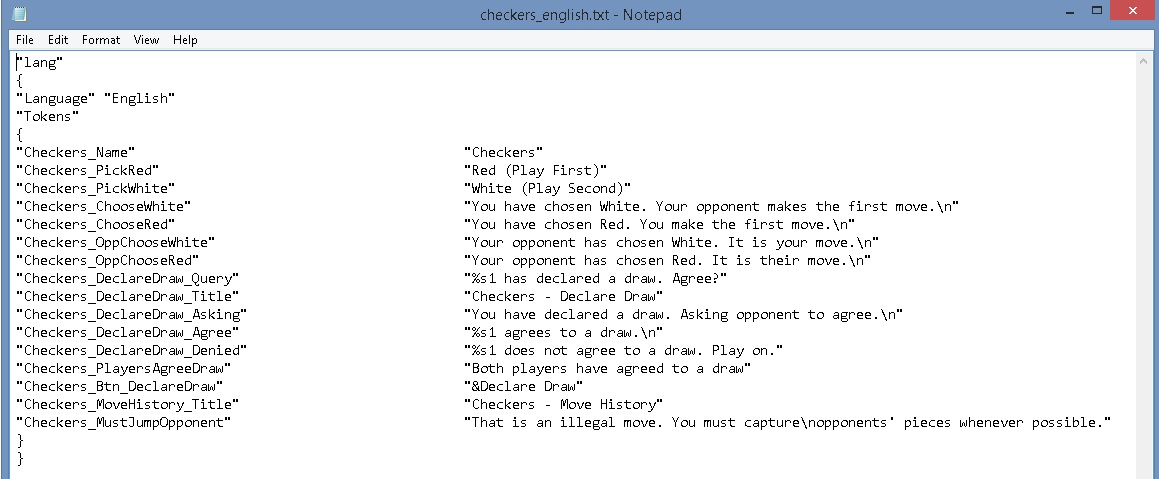 checkers_english.txt - Notepad
File Edit Format View Help
"lang"
{
"Language" "English"
"Tokens"
{
"Checkers_Name" "Checkers"
"Checkers_PickRed" "Red (Play First)"
"Checkers_PickWhite" "White (Play Second)"
"Checkers_ChooseWhite" "You have chosen White. Your opponent makes the first move.\n"
"Checkers_ChooseRed" "You have chosen Red. You make the first move.\n"
"Checkers_OppChooseWhite" "Your opponent has chosen White. It is your move.\n"
"Checkers_OppChooseRed" "Your opponent has chosen Red. It is their move.\n"
"Checkers_DeclareDraw_Query" "%s1 has declared a draw. Agree?"
"Checkers_DeclareDraw_Title" "Checkers - Declare Draw"
"Checkers_DeclareDraw_Asking" "You have declared a draw. Asking opponent to agree.\n"
"Checkers_DeclareDraw_Agree" "%s1 agrees to a draw.\n"
"Checkers_DeclareDraw_Denied" "%s1 does not agree to a draw. Play on."
"Checkers_PlayersAgreeDraw" "Both players have agreed to a draw"
"Checkers_Btn_DeclareDraw" "&Declare Draw"
"Checkers_MoveHistory_Title" "Checkers - Move History"
"Checkers_MustJumpOpponent" "That is an illegal move. You must capture\nopponents' pieces whenever possible."
}
}